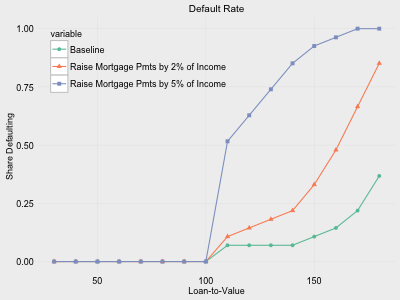 Default Rate
variable
Baseline
Raise Mortgage Pmts by 2% of Income
Raise Mortgage Pmts by 5% of Income
Share Defaulting
1.00
0.75
0.50
0.25
0.00
50
100
150
Loan-to-Value